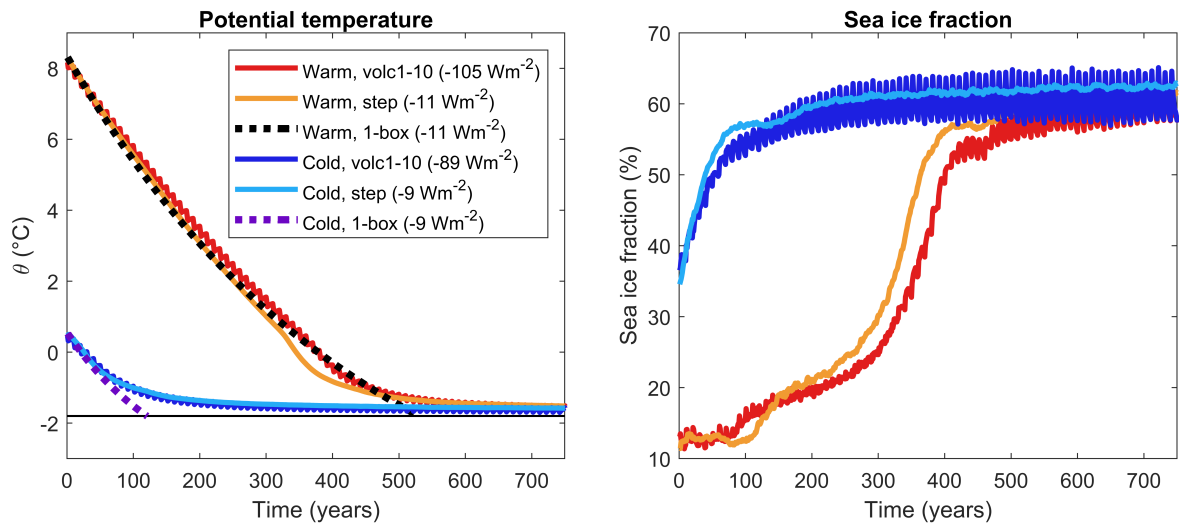 Potential temperature
8
6
4
2
0
-2
θ (°C)
0 100 200 300 400 500 600 700
Time (years)
Warm, volc1-10 (-105 Wm-2)
Warm, step (-11 Wm-2)
Warm, 1-box (-11 Wm-2)
Cold, volc1-10 (-89 Wm-2)
Cold, step (-9 Wm-2)
Cold, 1-box (-9 Wm-2)
Sea ice fraction
70
60
50
40
30
20
10
Sea ice fraction (%)
0 100 200 300 400 500 600 700
Time (years)